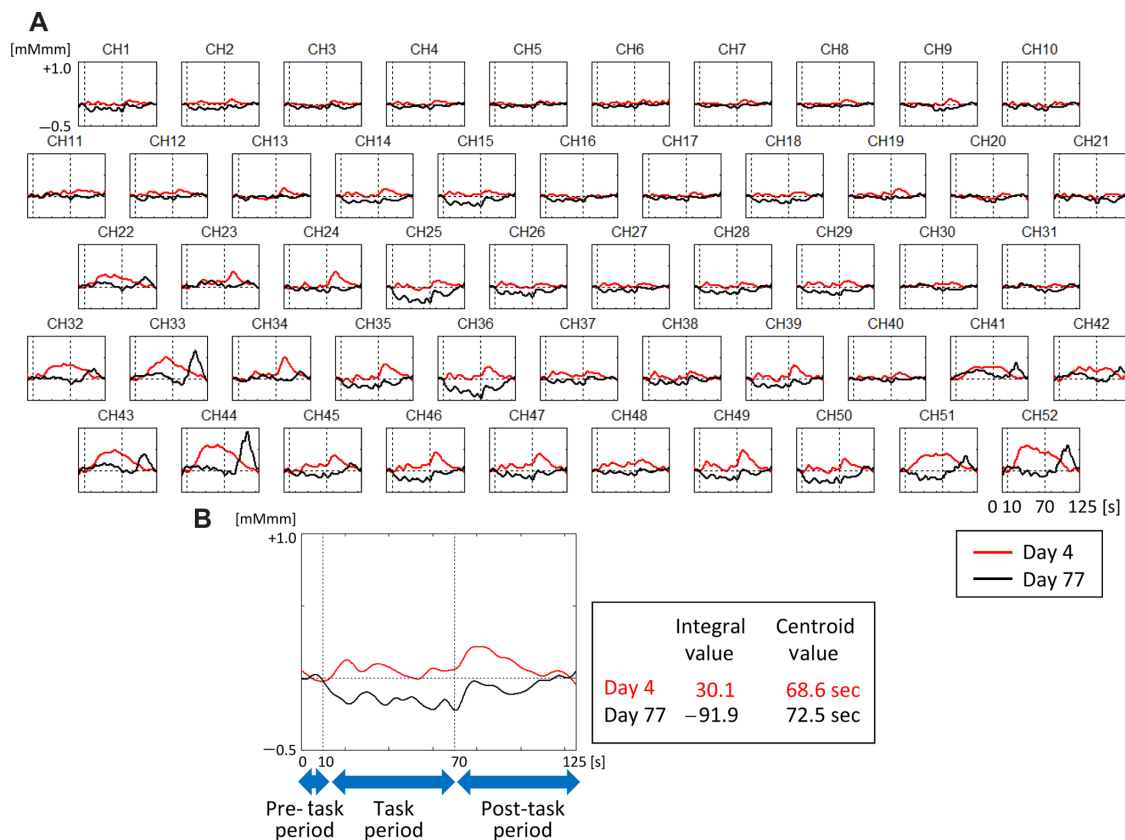 A
[mMmm]
CH1 CH2 CH3 CH4 CH5 CH6 CH7 CH8 CH9 CH10
+1.0
−0.5
CH11 CH12 CH13 CH14 CH15 CH16 CH17 CH18 CH19 CH20 CH21
CH22 CH23 CH24 CH25 CH26 CH27 CH28 CH29 CH30 CH31
CH32 CH33 CH34 CH35 CH36 CH37 CH38 CH39 CH40 CH41 CH42
CH43 CH44 CH45 CH46 CH47 CH48 CH49 CH50 CH51 CH52
0 10 70 125 [s]
Day 4
Day 77
B
[mMmm]
+1.0
−0.5
0 10 70 125 [s]
Pre-task period
Task period
Post-task period
Integral value Centroid value
Day 4 30.1 68.6 sec
Day 77 −91.9 72.5 sec